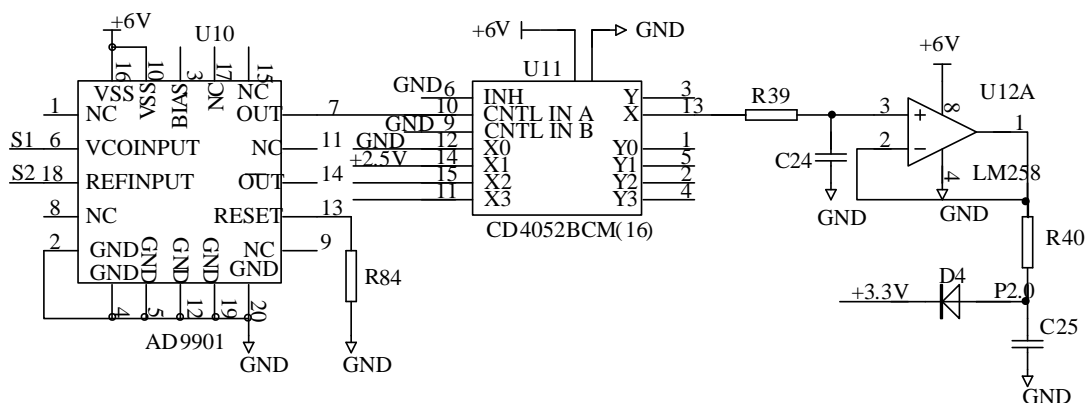 +6V
U10
16
10
3
17
15
VSS
VSS
BIAS
NC
NC
1
NC
OUT
7
S1
6
VCOINPUT
NC
11
S2
18
REFINPUT
OUT
14
8
NC
RESET
13
2
GND
NC
9
GND
GND
GND
GND
GND
4
5
12
19
20
AD9901
GND
R84
GND
+6V
GND
U11
GND
6
INH
Y
3
10
CNTL IN A
X
13
GND
9
CNTL IN B
GND
12
X0
Y0
1
+2.5V
14
X1
Y1
5
15
X2
Y2
2
11
X3
Y3
4
CD4052BCM(16)
R39
C24
GND
+6V
8
U12A
3
+
1
2
−
4
LM258
GND
R40
D4
+3.3V
P2.0
C25
GND